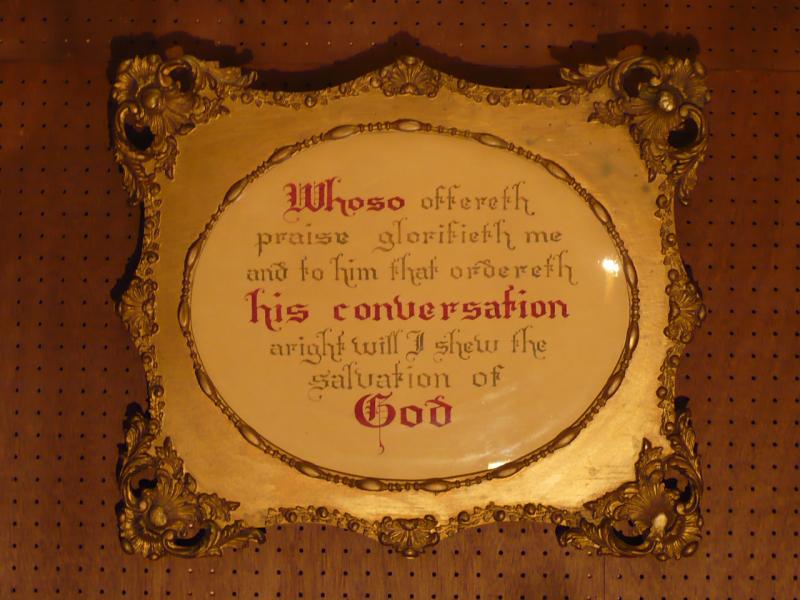 Whoso offereth
praise glorifieth me
and to him that ordereth
his conversation
aright will I shew the
salvation of
God